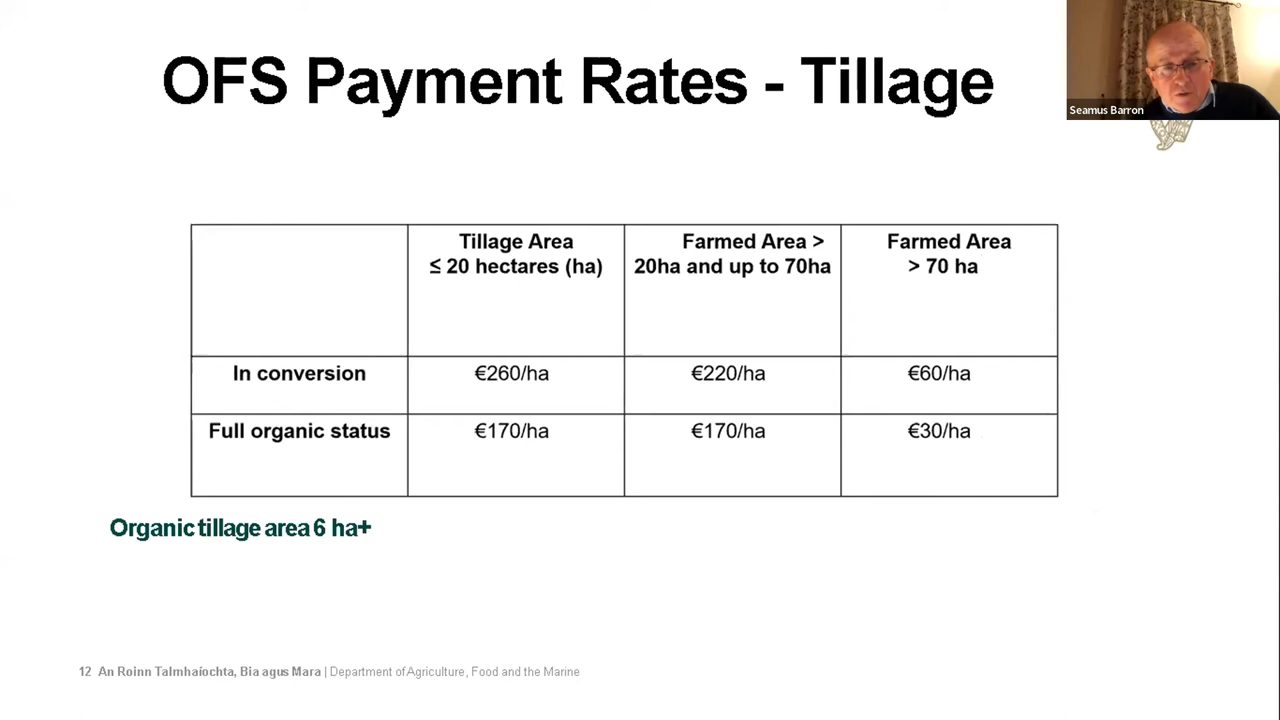 OFS Payment Rates - Tillage
Seamus Barron
Tillage Area
≤ 20 hectares (ha)
Farmed Area >
20ha and up to 70ha
Farmed Area
> 70 ha
In conversion
€260/ha
€220/ha
€60/ha
Full organic status
€170/ha
€170/ha
€30/ha
Organic tillage area 6 ha+
12 An Roinn Talmhaíochta, Bia agus Mara | Department of Agriculture, Food and the Marine